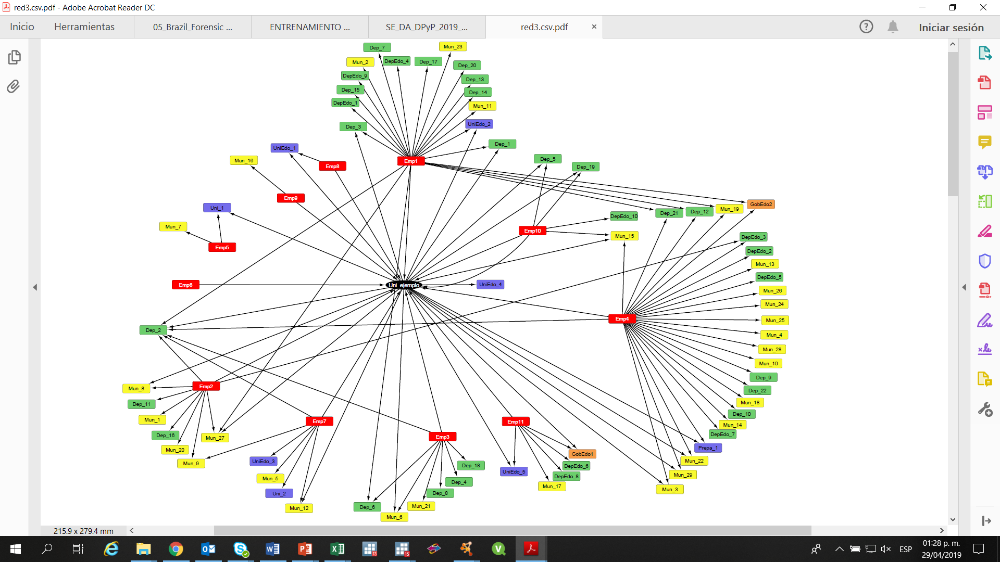 red3.csv.pdf - Adobe Acrobat Reader DC
Inicio Herramientas 05_Brazil_Forensic ... ENTRENAMIENTO ... SE_DA_DPyP_2019_... red3.csv.pdf Iniciar sesión
Dep_7
Mun_23
Mun_2
DepEdo_4
Dep_17
Dep_20
DepEdo_9
Dep_13
Dep_15
Dep_14
DepEdo_1
Mun_11
Dep_3
UniEdo_2
Dep_1
UniEdo_1
Mun_16
Emp8
Emp1
Dep_5
Dep_19
Emp9
Uni_1
GobEdo2
Mun_19
Dep_12
Dep_21
DepEdo_10
Mun_7
Emp10
Mun_15
DepEdo_3
Emp5
DepEdo_2
Mun_13
DepEdo_5
Emp6
Uni_ejemplo
UniEdo_4
Mun_26
Mun_24
Emp4
Mun_25
Dep_2
Mun_4
Mun_28
Mun_10
Dep_9
Mun_8
Emp2
Dep_22
Dep_11
Mun_18
Mun_1
Emp7
Emp11
Dep_10
Mun_14
Dep_16
Mun_27
Emp3
DepEdo_7
Mun_20
Prepa_1
Mun_9
UniEdo_3
GobEdo1
Mun_22
Dep_18
DepEdo_6
Mun_5
UniEdo_5
DepEdo_8
Mun_29
Dep_4
Mun_17
Uni_2
Dep_8
Mun_3
Mun_12
Dep_6
Mun_21
Mun_6
215.9 x 279.4 mm
13
15
ESP
01:28 p. m.
29/04/2019